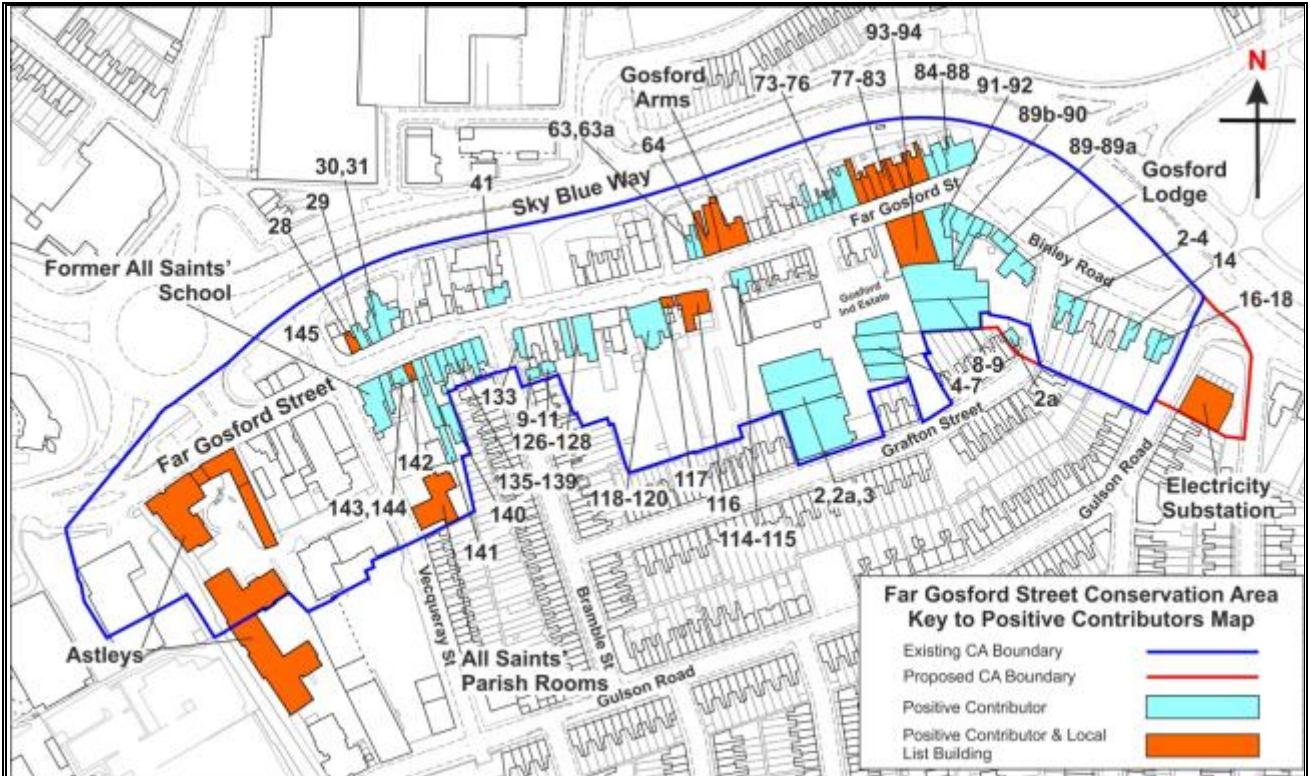 93-94
Gosford
Arms
73-76
77-83
84-88
91-92
N
63,63a
89b-90
64
89-89a
30,31
Gosford
Lodge
41
Sky Blue Way
29
28
Far Gosford St
2-4
14
Former All Saints'
School
Binley Road
16-18
Gosford
Ind Estate
145
8-9
4-7
2a
133
9-11
Far Gosford Street
126-128
Grafton Street
142
135-139
117
118-120
116
2,2a,3
143,144
140
114-115
Gulson Road
Electricity
Substation
141
Vecqueray St
Bramble St
Astleys
All Saints'
Parish Rooms
Gulson Road
Far Gosford Street Conservation Area
Key to Positive Contributors Map
Existing CA Boundary
Proposed CA Boundary
Positive Contributor
Positive Contributor & Local
List Building